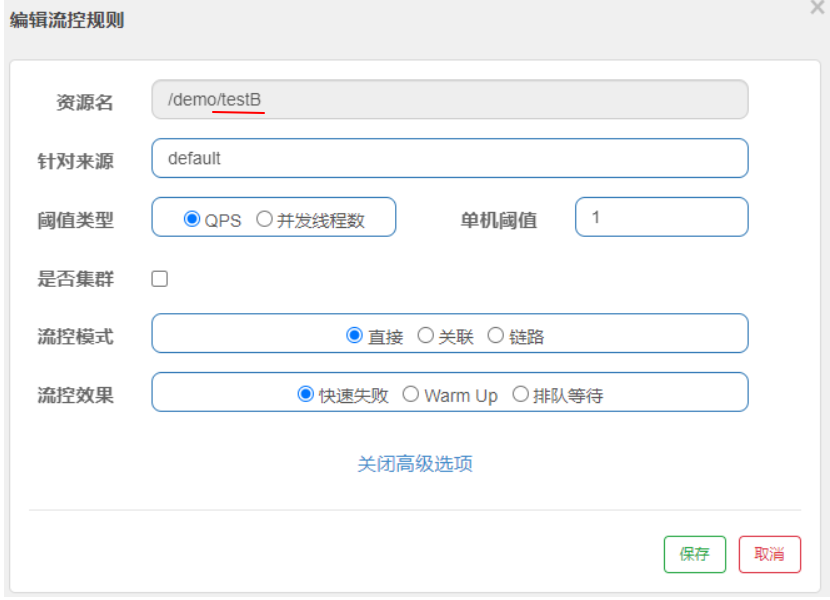 编辑流控规则
×
资源名 /demo/testB
针对来源 default
阈值类型 QPS 并发线程数 单机阈值 1
是否集群
流控模式 直接 关联 链路
流控效果 快速失败 Warm Up 排队等待
关闭高级选项
保存 取消